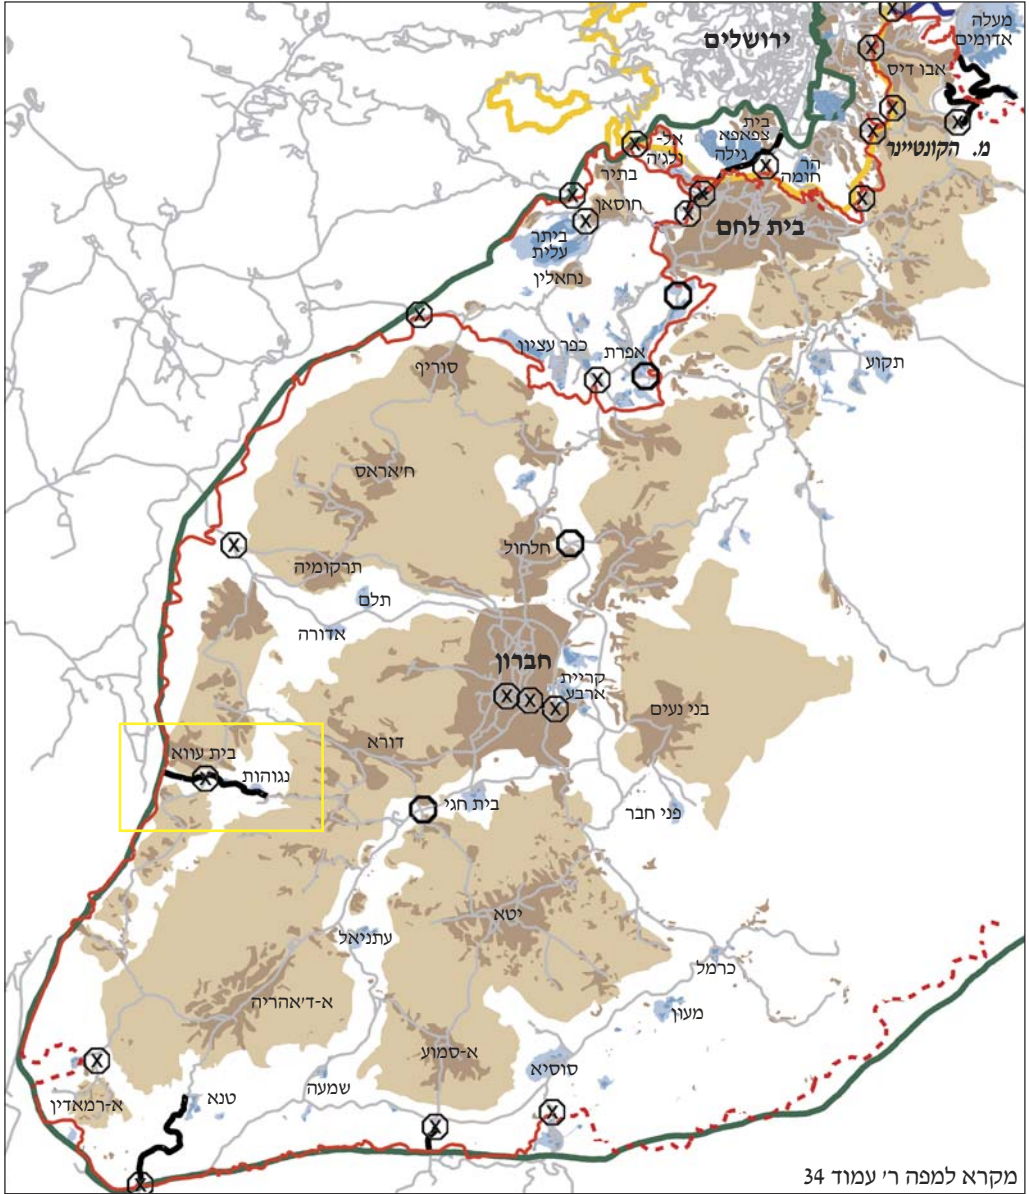 מעלה
אדומים
ירושלים
אבו דיס
בית
צפאפא
אל-
ולג'ה
גילה
מ. הקונטיינר
הר
חומה
בתיר
חוסאן
בית לחם
ביתר
עלית
נחאלין
כפר עציון
אפרת
תקוע
סוריף
ח'אראס
חלחול
תרקומיה
תלם
אדורה
חברון
קריית
ארבע
בני נעים
דורא
בית עווא
נגוהות
בית חגי
פני חבר
יטא
עתניאל
כרמל
א-ד'אהריה
מעון
א-סמוע
סוסיא
שמעה
טנא
א-רמאדין
מקרא למפה ר' עמוד 34